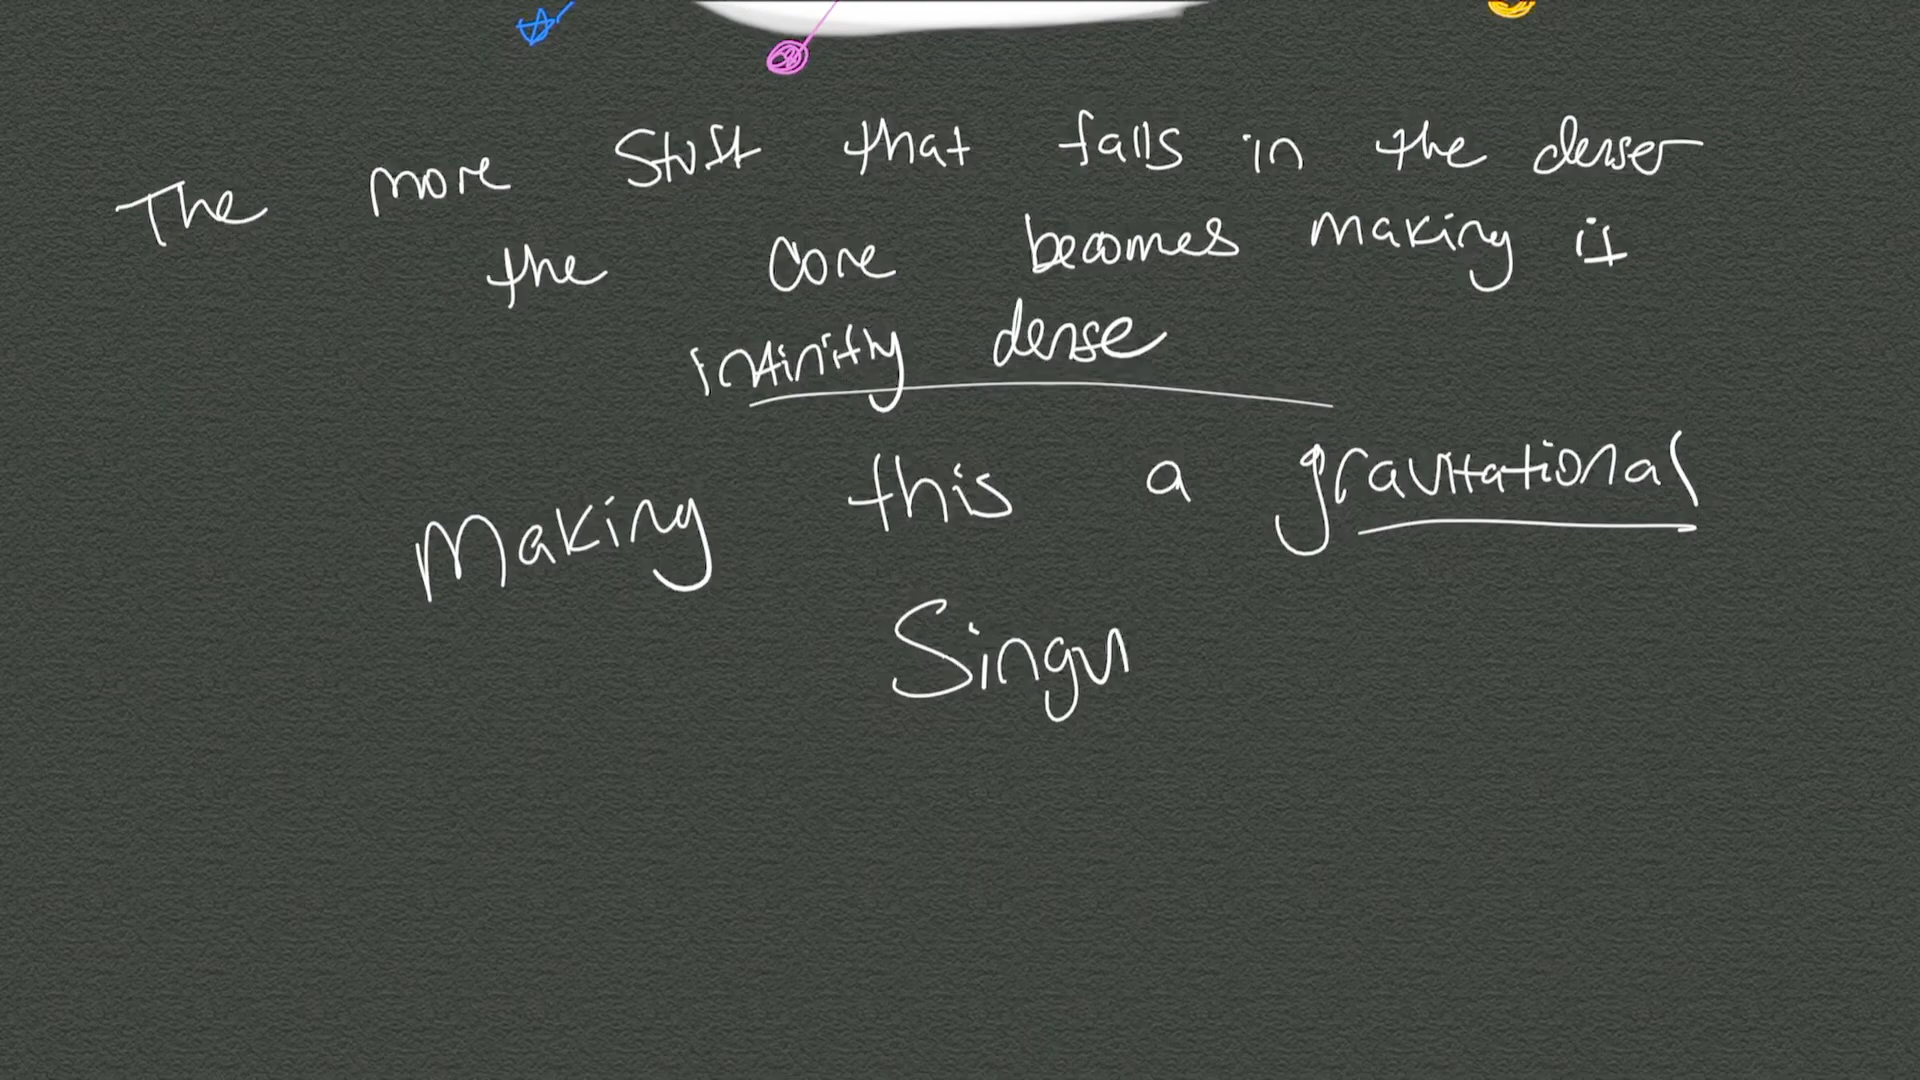 The more stuff that falls in the denser
the core becomes making it
infinitly dense
Making this a gravitational
Singu